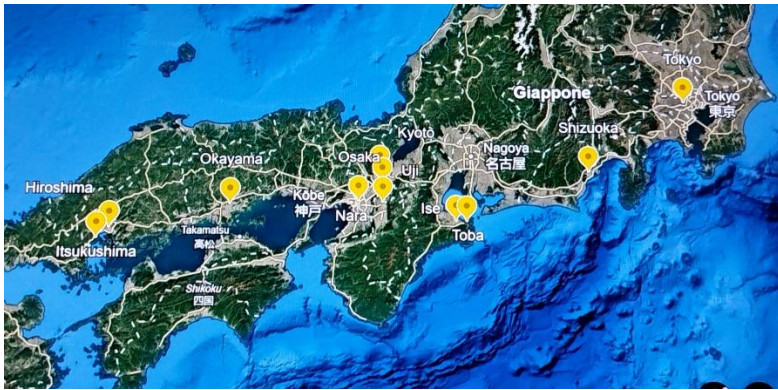 Tokyo
Giappone
Tokyo
東京
Shizuoka
Kyoto
Nagoya
名古屋
Osaka
Okayama
Uji
Hiroshima
Kobe
神戸
Nara
Ise
Toba
Takamatsu
高松
Itsukushima
Shikoku
四国